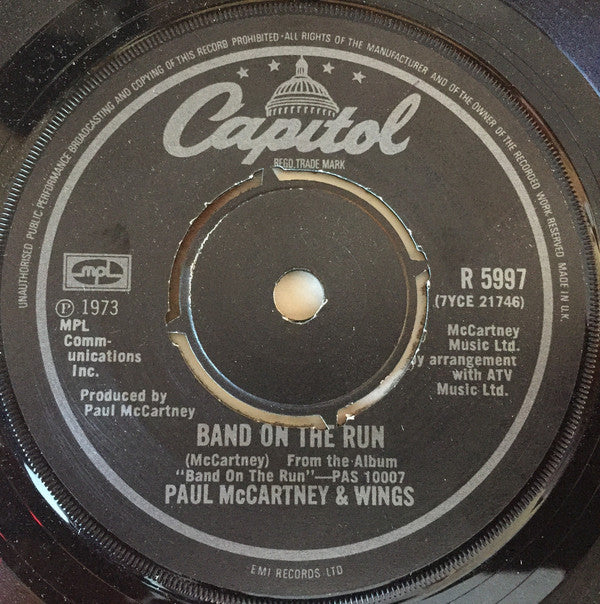 UNAUTHORISED PUBLIC PERFORMANCE BROADCASTING AND COPYING OF THIS RECORD PROHIBITED·ALL RIGHTS OF THE MANUFACTURER AND OF THE OWNER OF THE RECORDED WORK RESERVED MADE IN U.K.
Capitol
REGD. TRADE MARK
mpl
℗ 1973
MPL
Comm-
unications
Inc.
Produced by
Paul McCartney
R 5997
(7YCE 21746)
McCartney
Music Ltd.
y arrangement
with ATV
Music Ltd.
BAND ON THE RUN
(McCartney) From the Album
"Band On The Run"—PAS 10007
PAUL McCARTNEY & WINGS
EMI RECORDS LTD